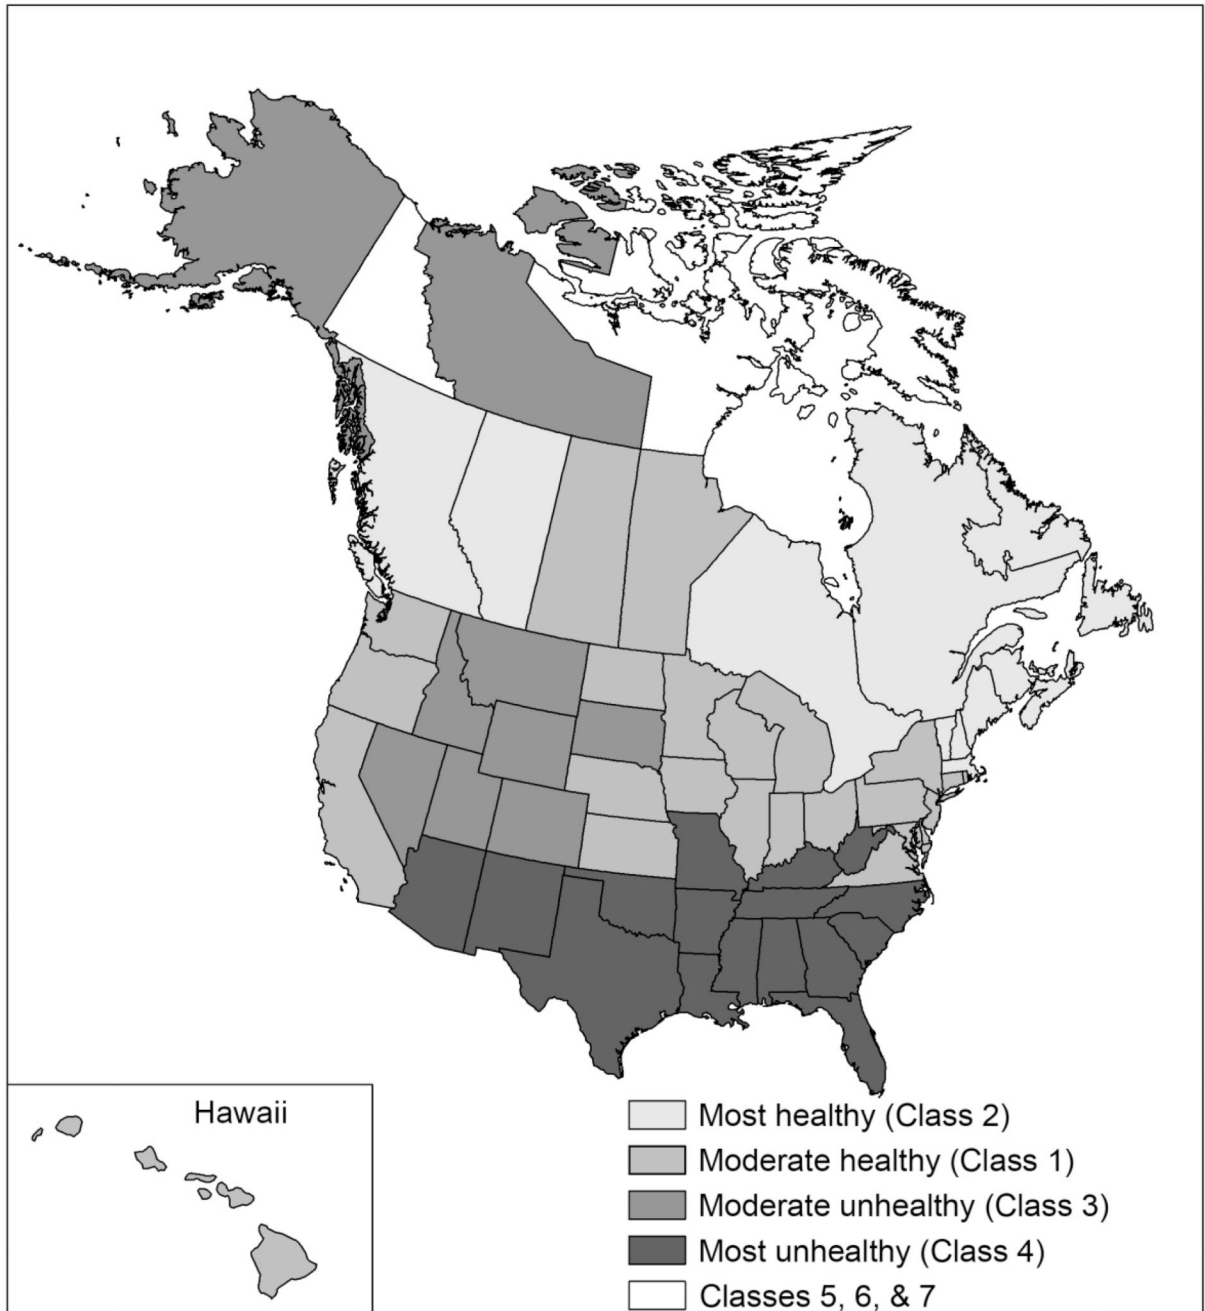 Hawaii
Most healthy (Class 2)
Moderate healthy (Class 1)
Moderate unhealthy (Class 3)
Most unhealthy (Class 4)
Classes 5, 6, & 7